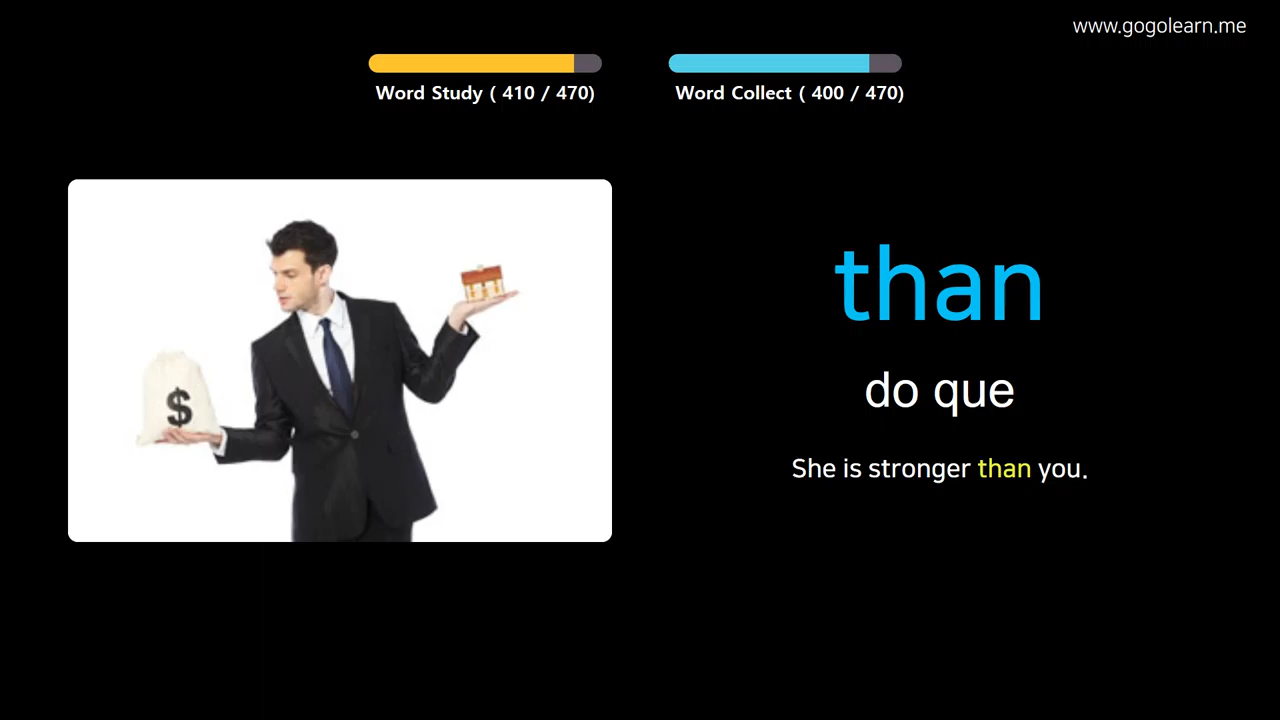 www.gogolearn.me
Word Study ( 410 / 470)
Word Collect ( 400 / 470)
$
than
do que
She is stronger than you.